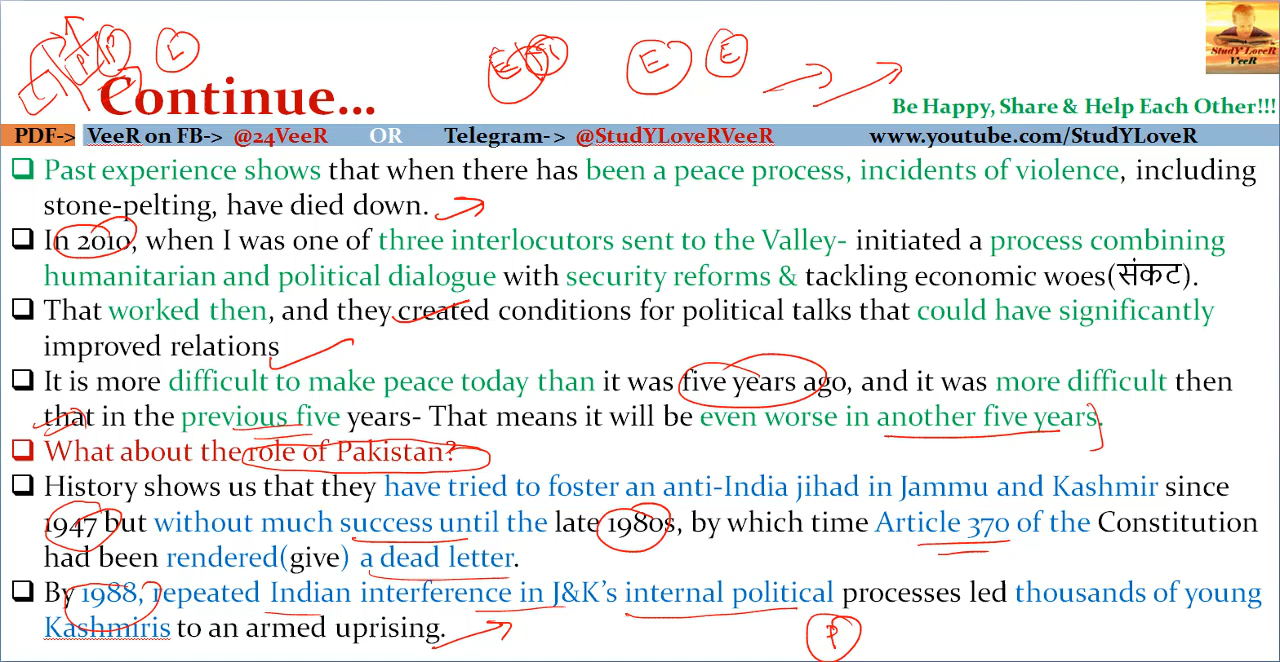 L P P L E E E E
StudY LoveR
VeeR
Continue...
Be Happy, Share & Help Each Other!!!
PDF-> VeeR on FB-> @24VeeR OR Telegram- > @StudYLoveRVeeR www.youtube.com/StudYLoveR
Past experience shows that when there has been a peace process, incidents of violence, including
stone-pelting, have died down.
In 2010, when I was one of three interlocutors sent to the Valley- initiated a process combining
humanitarian and political dialogue with security reforms & tackling economic woes(संकट).
That worked then, and they created conditions for political talks that could have significantly
improved relations
It is more difficult to make peace today than it was five years ago, and it was more difficult then
that in the previous five years- That means it will be even worse in another five years.
What about the role of Pakistan?
History shows us that they have tried to foster an anti-India jihad in Jammu and Kashmir since
1947 but without much success until the late 1980s, by which time Article 370 of the Constitution
had been rendered(give) a dead letter.
By 1988, repeated Indian interference in J&K's internal political processes led thousands of young
Kashmiris to an armed uprising.
P